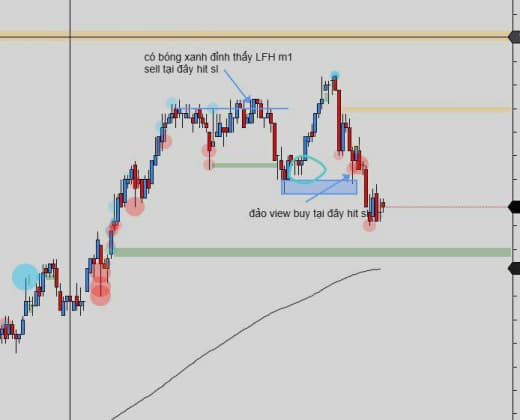 có bóng xanh đỉnh thấy LFH m1
sell tại đây hit sl
đảo view buy tại đây hit sl